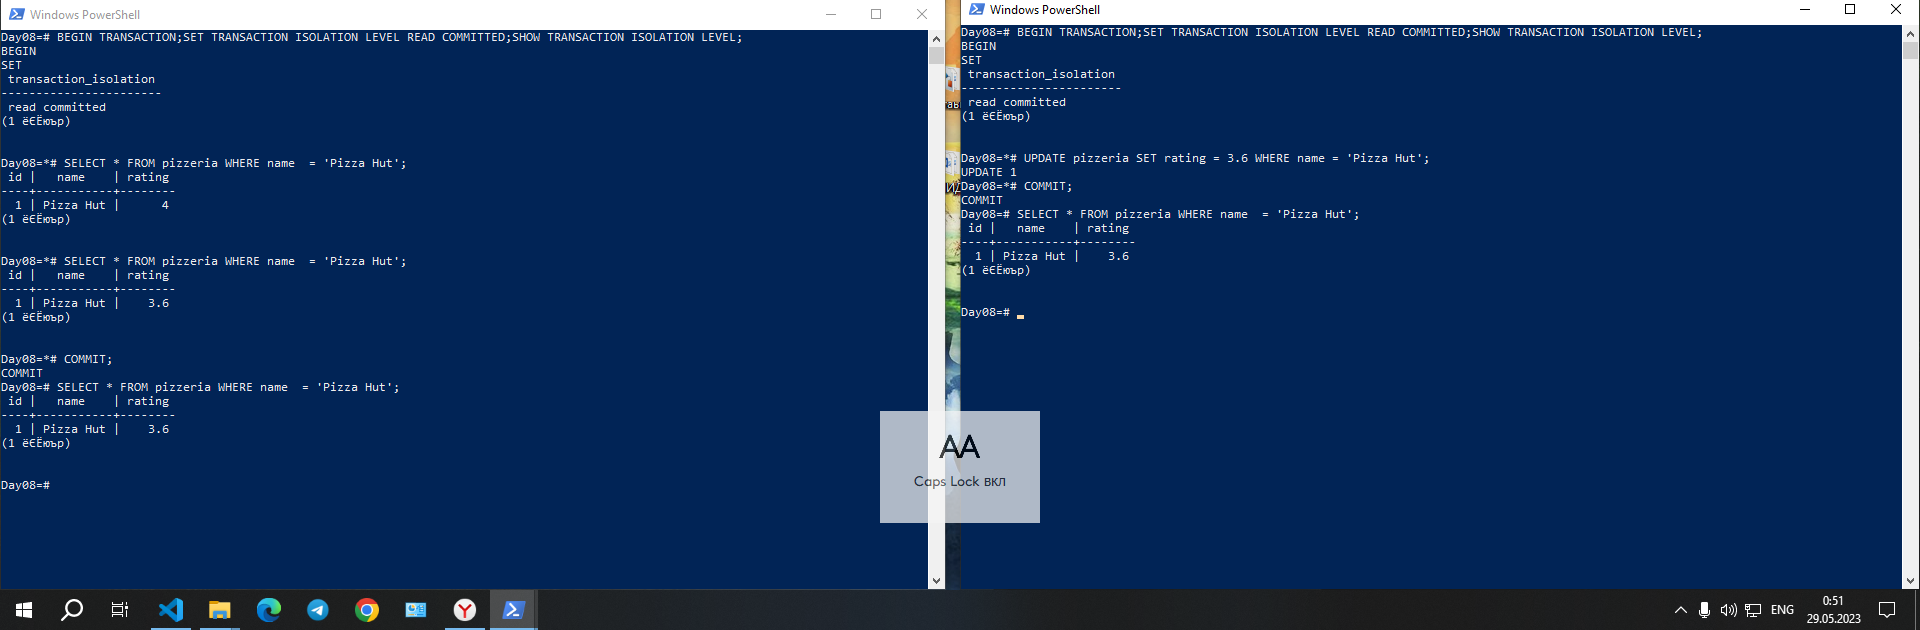 Windows PowerShell
Day08=# BEGIN TRANSACTION;SET TRANSACTION ISOLATION LEVEL READ COMMITTED;SHOW TRANSACTION ISOLATION LEVEL;
BEGIN
SET
 transaction_isolation
-----------------------
 read committed
(1 ёЄЁюър)
Day08=*# SELECT * FROM pizzeria WHERE name  = 'Pizza Hut';
 id |   name    | rating
----+-----------+--------
  1 | Pizza Hut |      4
(1 ёЄЁюър)
Day08=*# SELECT * FROM pizzeria WHERE name  = 'Pizza Hut';
 id |   name    | rating
----+-----------+--------
  1 | Pizza Hut |    3.6
(1 ёЄЁюър)
Day08=*# COMMIT;
COMMIT
Day08=# SELECT * FROM pizzeria WHERE name  = 'Pizza Hut';
 id |   name    | rating
----+-----------+--------
  1 | Pizza Hut |    3.6
(1 ёЄЁюър)
Day08=#
Windows PowerShell
Day08=# BEGIN TRANSACTION;SET TRANSACTION ISOLATION LEVEL READ COMMITTED;SHOW TRANSACTION ISOLATION LEVEL;
BEGIN
SET
 transaction_isolation
-----------------------
 read committed
(1 ёЄЁюър)
Day08=*# UPDATE pizzeria SET rating = 3.6 WHERE name = 'Pizza Hut';
UPDATE 1
Day08=*# COMMIT;
COMMIT
Day08=# SELECT * FROM pizzeria WHERE name  = 'Pizza Hut';
 id |   name    | rating
----+-----------+--------
  1 | Pizza Hut |    3.6
(1 ёЄЁюър)
Day08=#
AA
Caps Lock ВКЛ
ENG
0:51
29.05.2023